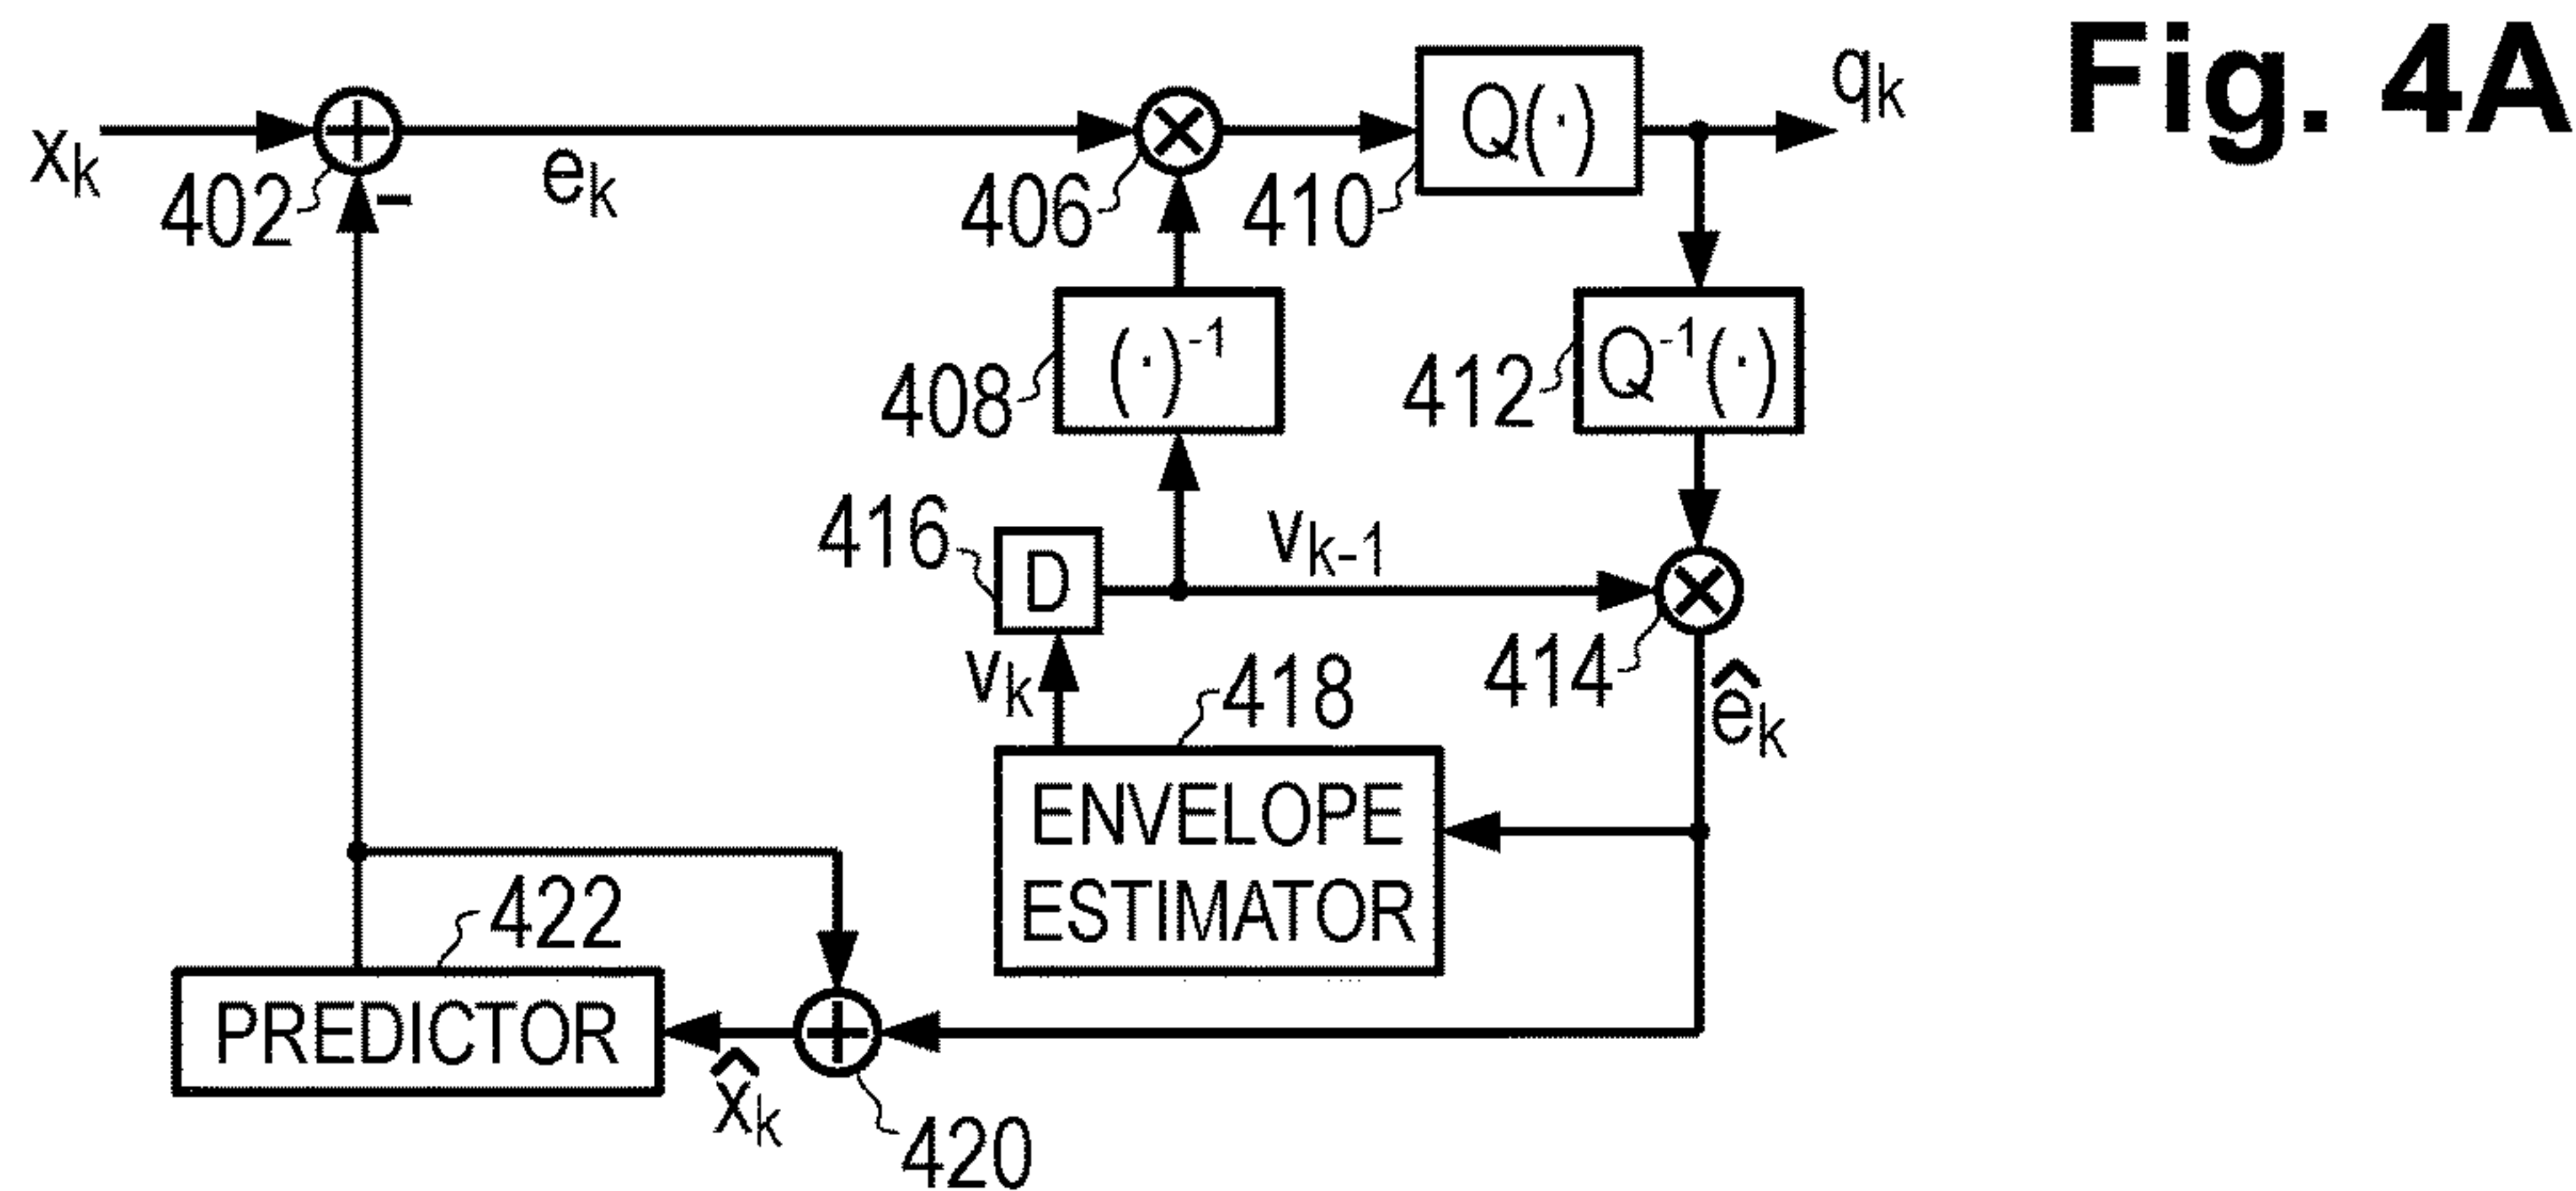 Fig. 4A
x_k
402
e_k
406
410
Q(·)
q_k
408
(·)^-1
412
Q^-1(·)
416
D
v_k-1
414
v_k
418
ê_k
ENVELOPE
ESTIMATOR
422
PREDICTOR
x̂_k
420